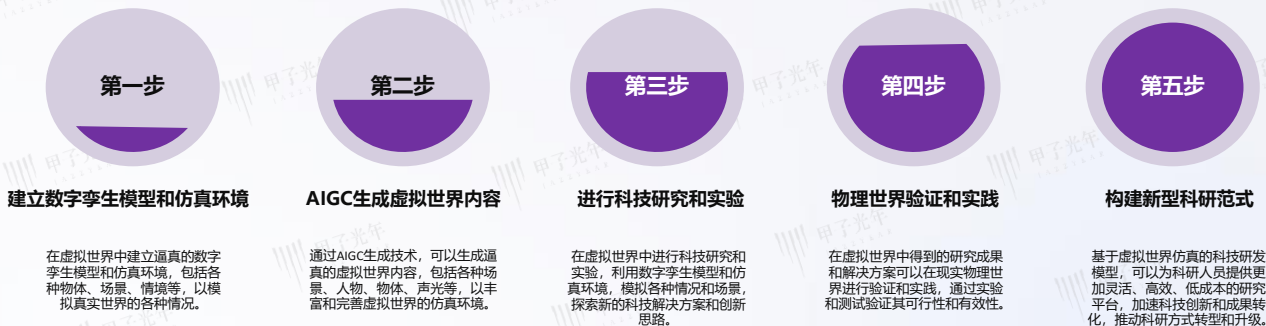 第一步
第二步
第三步
第四步
第五步
建立数字孪生模型和仿真环境
AIGC生成虚拟世界内容
进行科技研究和实验
物理世界验证和实践
构建新型科研范式
在虚拟世界中建立逼真的数字
孪生模型和仿真环境，包括各
种物体、场景、情境等，以模
拟真实世界的各种情况。
通过AIGC生成技术，可以生成逼
真的虚拟世界内容，包括各种场
景、人物、物体、声光等，以丰
富和完善虚拟世界的仿真环境。
在虚拟世界中进行科技研究和
实验，利用数字孪生模型和仿
真环境，模拟各种情况和场景，
探索新的科技解决方案和创新
思路。
在虚拟世界中得到的研究成果
和解决方案可以在现实物理世
界进行验证和实践，通过实验
和测试验证其可行性和有效性。
基于虚拟世界仿真的科技研发
模型，可以为科研人员提供更
加灵活、高效、低成本的研究
平台，加速科技创新和成果转
化，推动科研方式转型和升级。
甲子光年